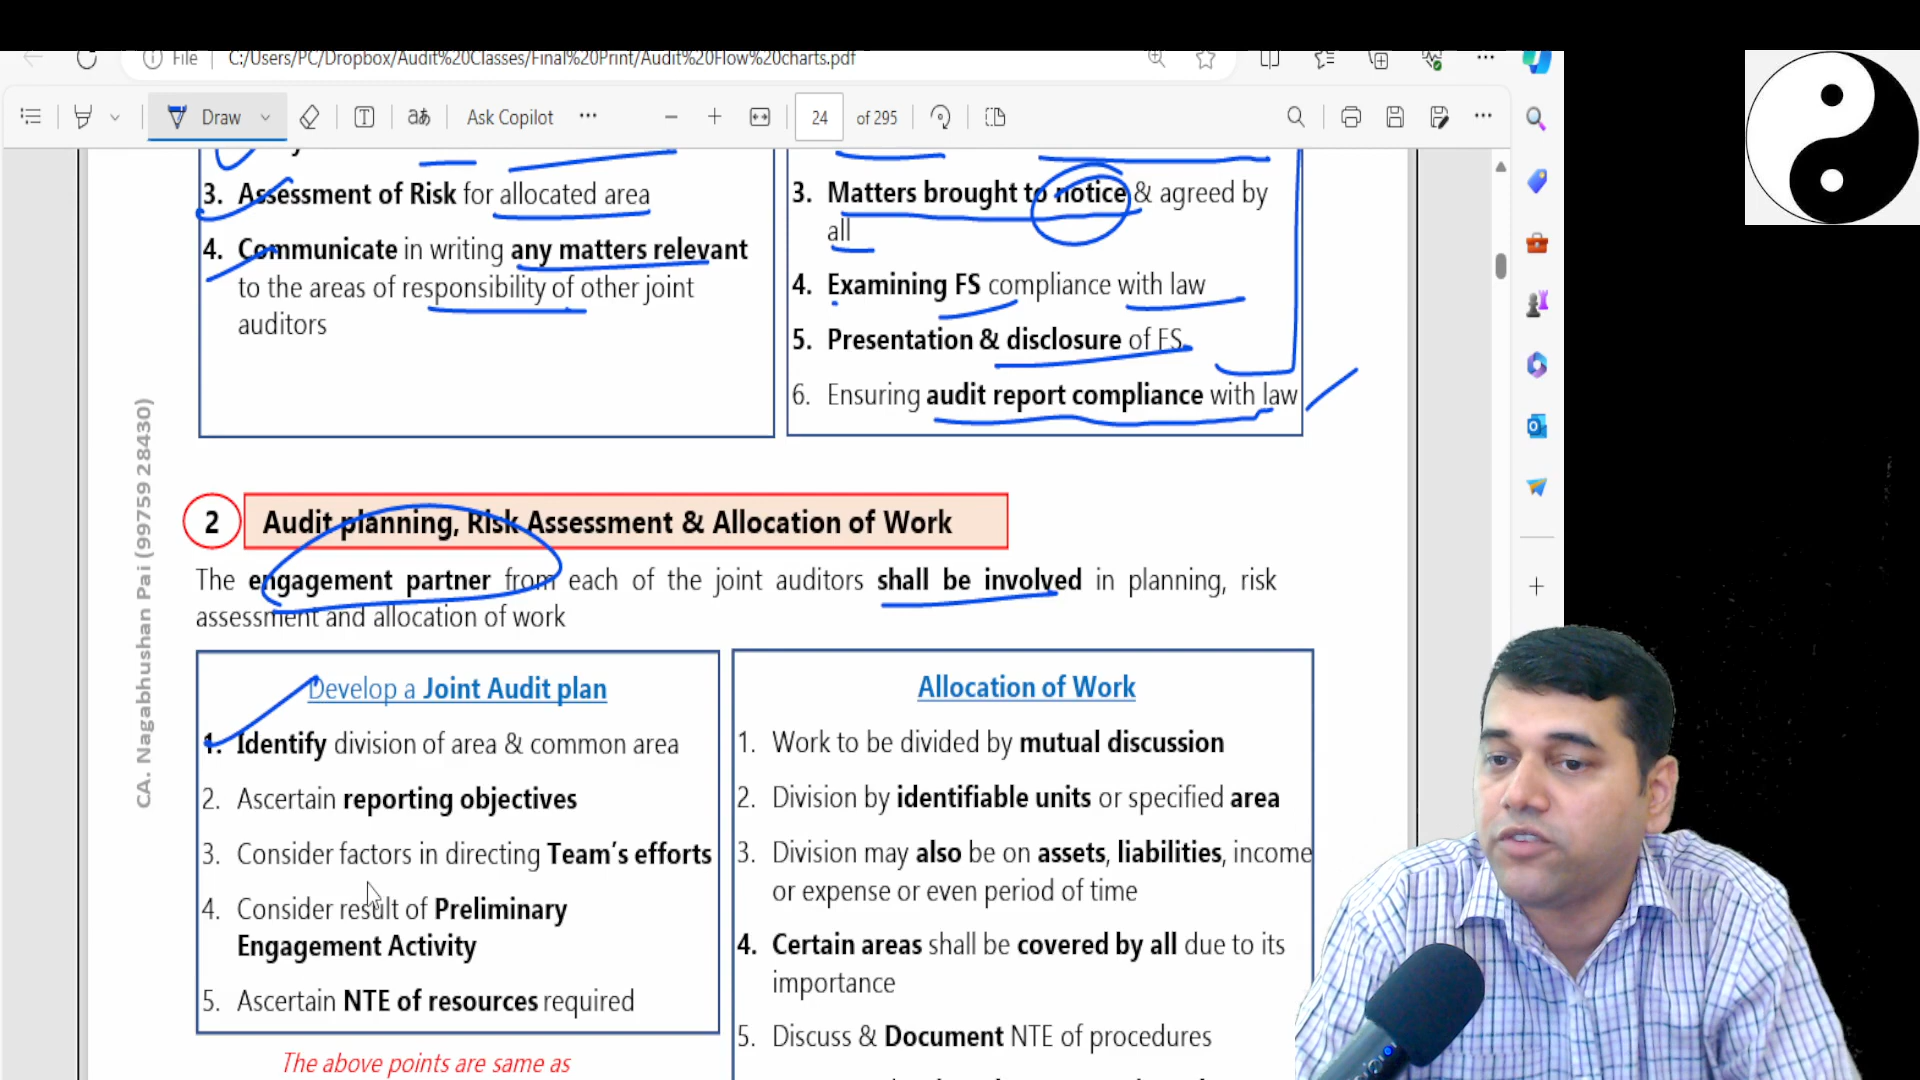 File
C:/Users/PC/Dropbox/Audit%20Classes/Final%20Print/Audit%20Flow%20charts.pdf
Draw
Ask Copilot
24
of 295
3. Assessment of Risk for allocated area
4. Communicate in writing any matters relevant
to the areas of responsibility of other joint
auditors
3. Matters brought to notice & agreed by
all
4. Examining FS compliance with law
5. Presentation & disclosure of FS.
6. Ensuring audit report compliance with law
CA. Nagabhushan Pai (99759 28430)
2 Audit planning, Risk Assessment & Allocation of Work
The engagement partner from each of the joint auditors shall be involved in planning, risk
assessment and allocation of work
Develop a Joint Audit plan
1. Identify division of area & common area
2. Ascertain reporting objectives
3. Consider factors in directing Team's efforts
4. Consider result of Preliminary
Engagement Activity
5. Ascertain NTE of resources required
The above points are same as
Allocation of Work
1. Work to be divided by mutual discussion
2. Division by identifiable units or specified area
3. Division may also be on assets, liabilities, income
or expense or even period of time
4. Certain areas shall be covered by all due to its
importance
5. Discuss & Document NTE of procedures